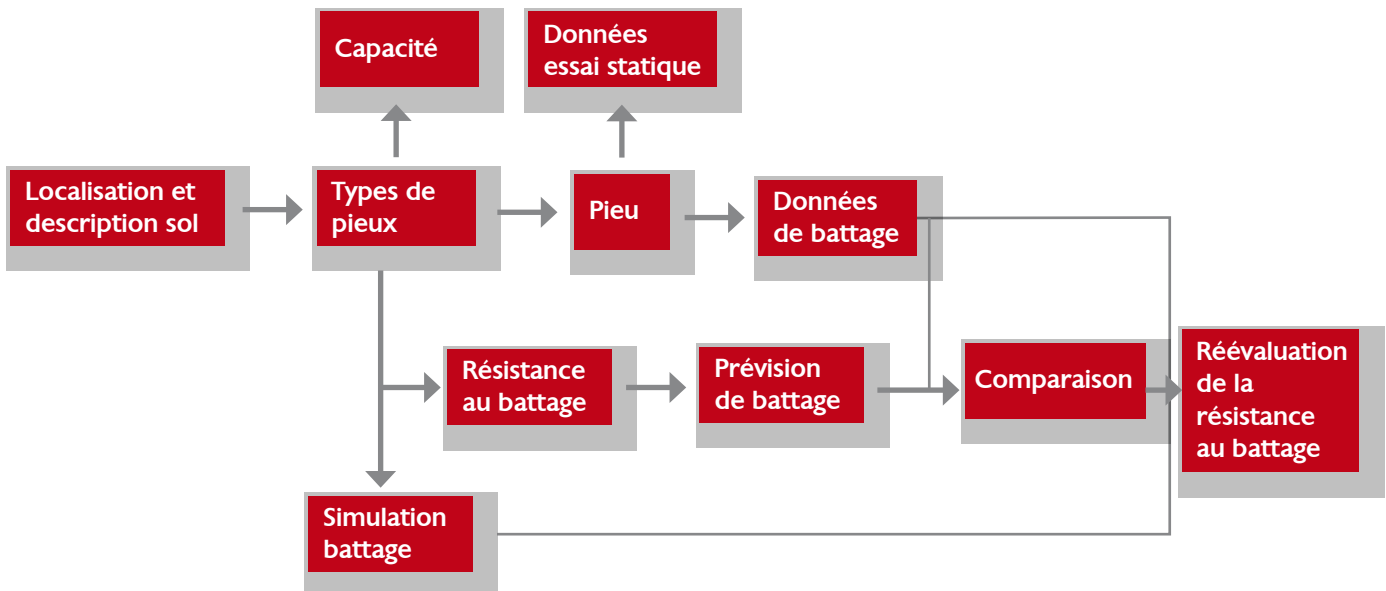 Capacité
Données
essai statique
Localisation et
description sol
Types de
pieux
Pieu
Données
de battage
Résistance
au battage
Prévision
de battage
Comparaison
Réévaluation
de la
résistance
au battage
Simulation
battage